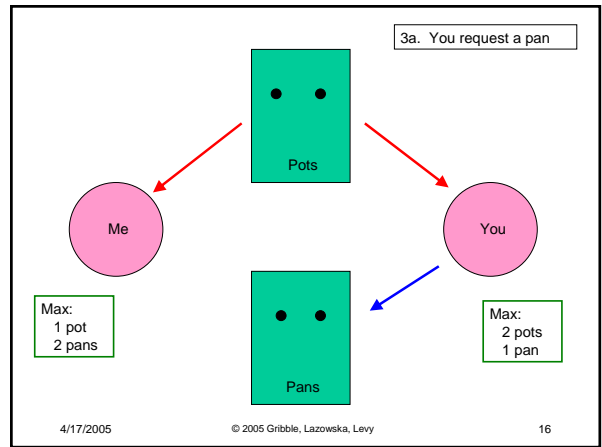 3a. You request a pan
Pots
Me
You
Max:
1 pot
2 pans
Max:
2 pots
1 pan
Pans
4/17/2005
© 2005 Gribble, Lazowska, Levy
16